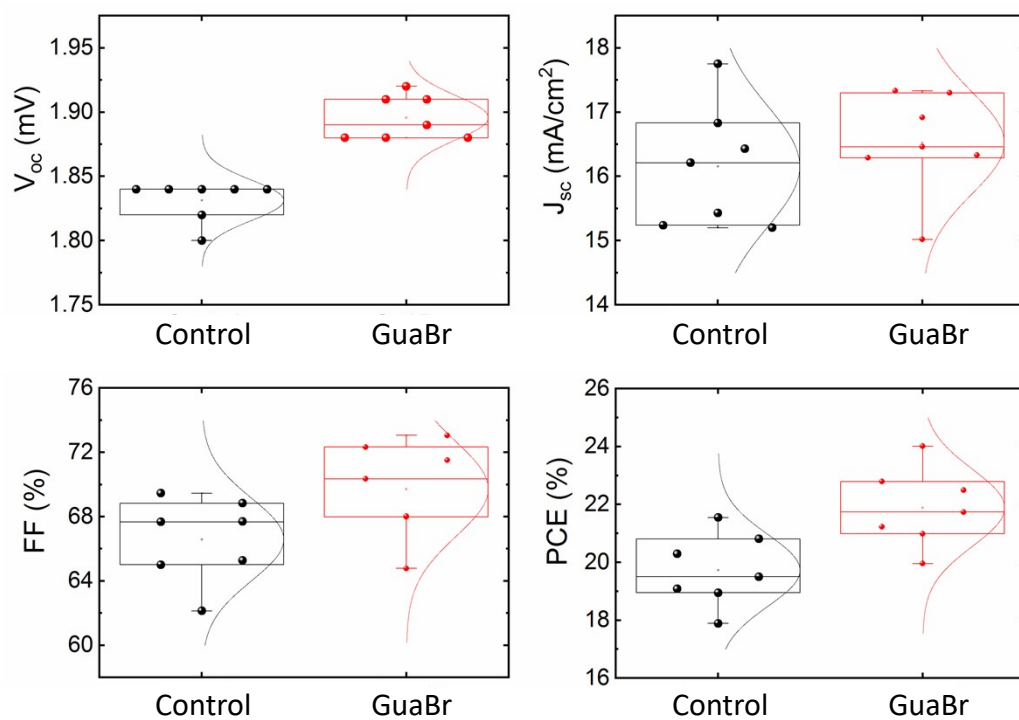 V_oc (mV)
1.95
1.90
1.85
1.80
1.75
Control GuaBr
J_sc (mA/cm²)
18
17
16
15
14
Control GuaBr
FF (%)
76
72
68
64
60
Control GuaBr
PCE (%)
26
24
22
20
18
16
Control GuaBr